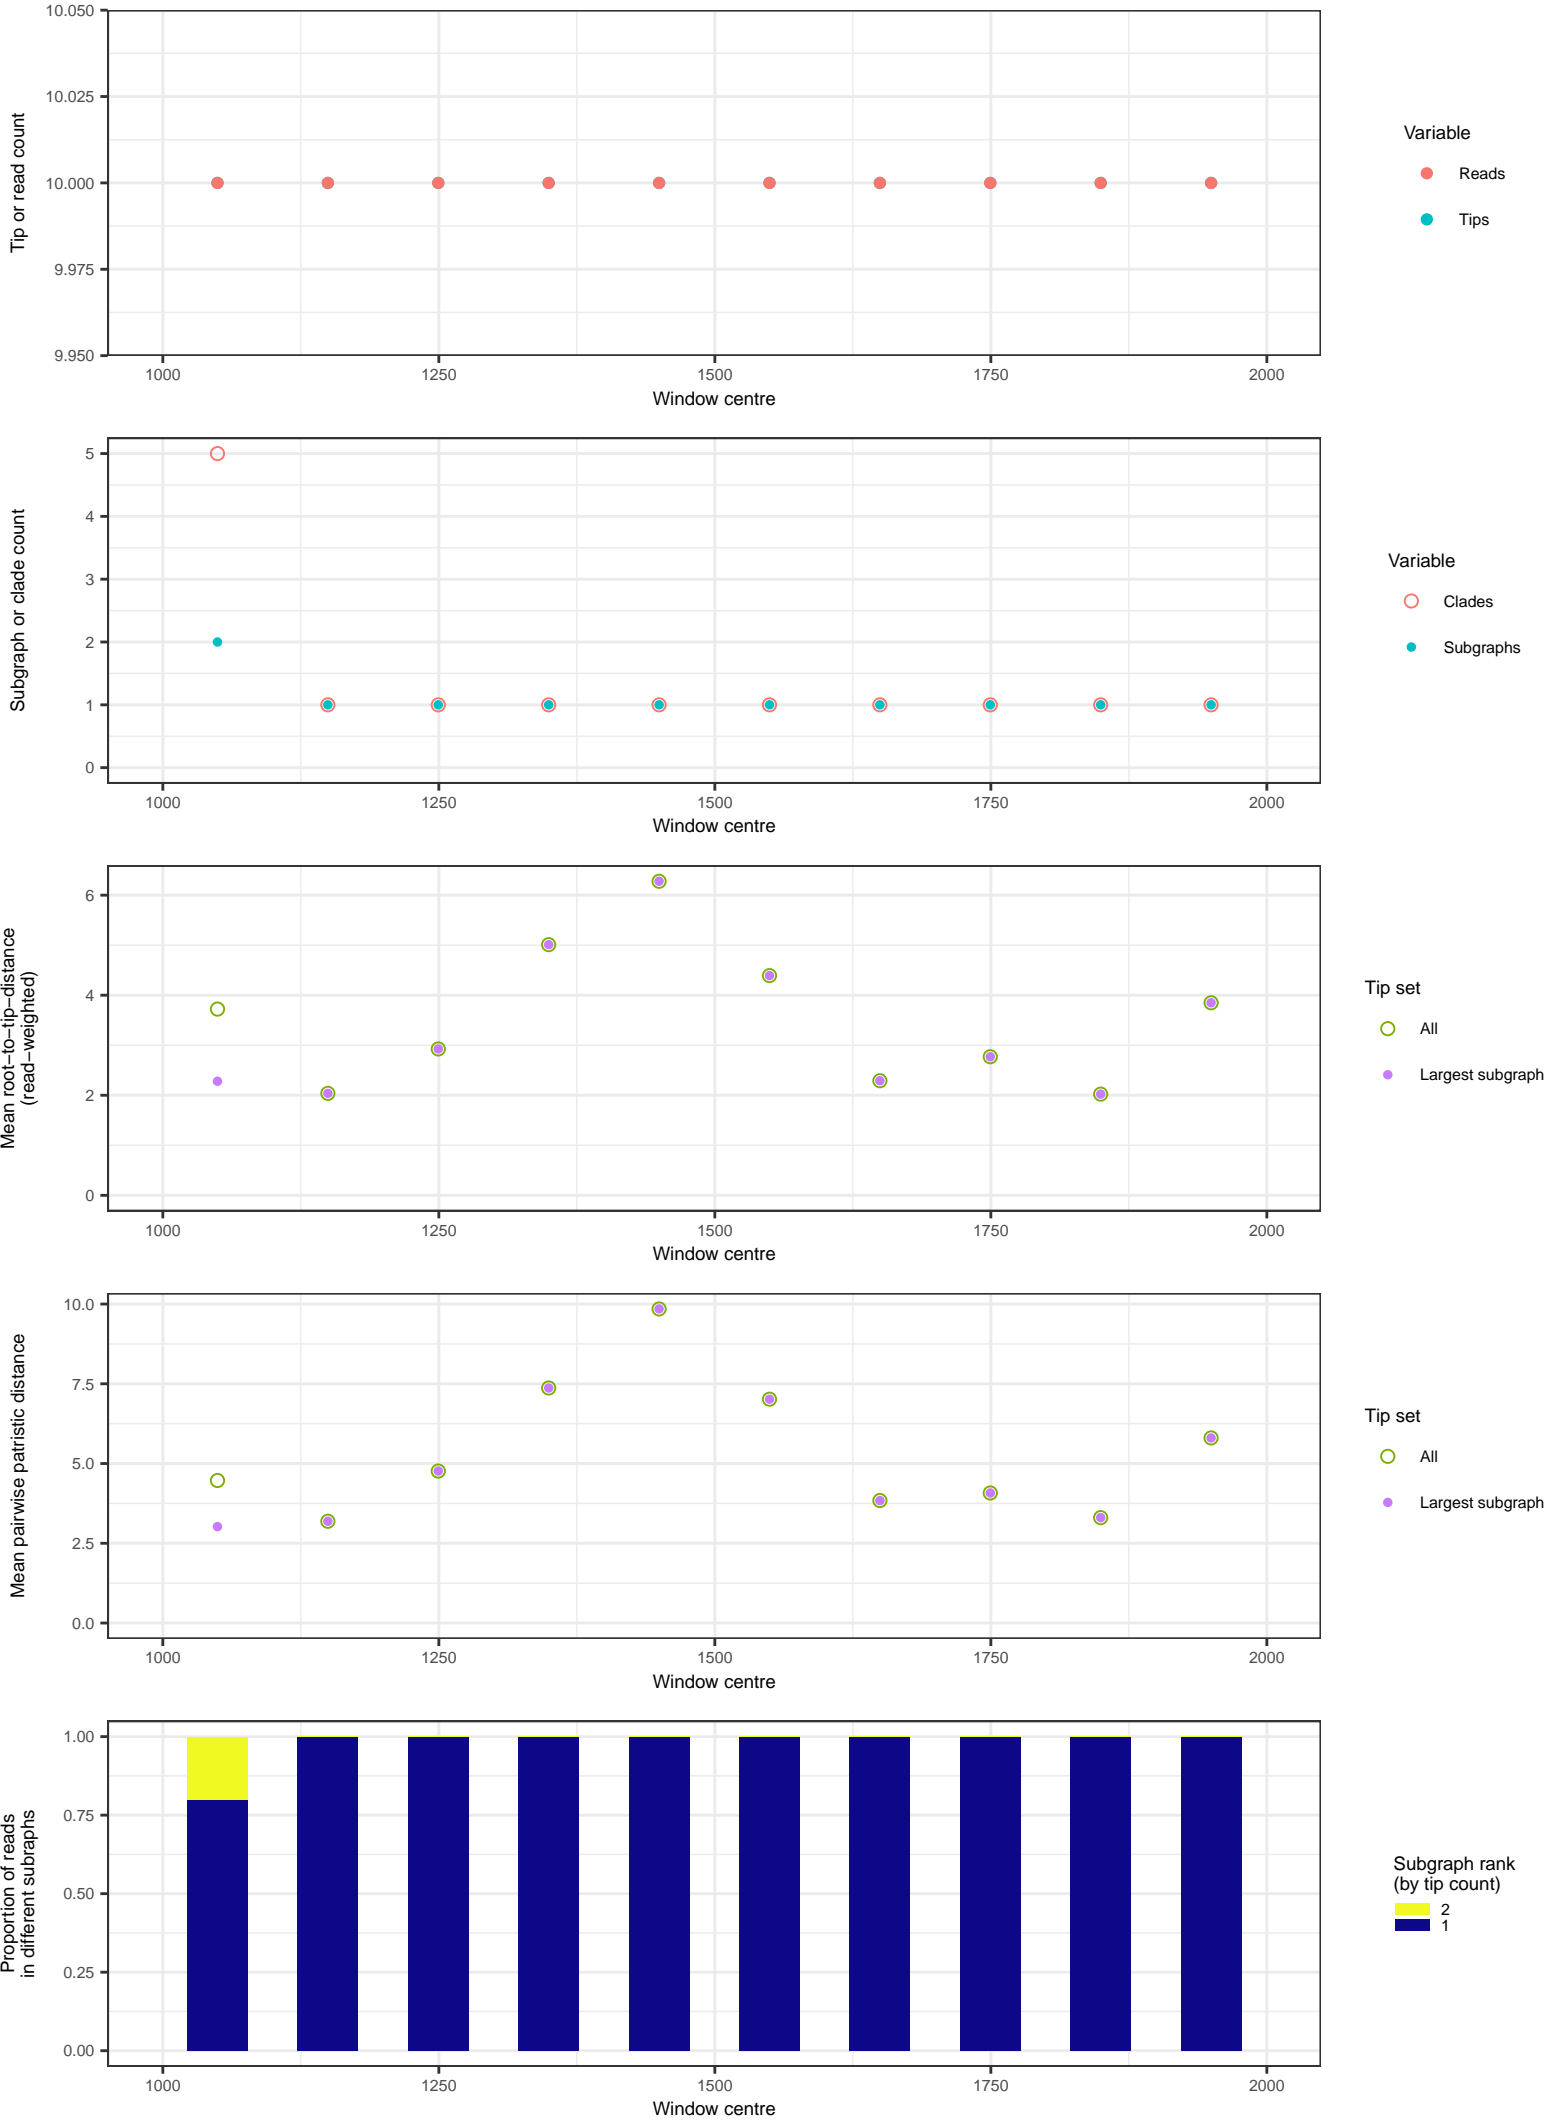 10.050
10.025
10.000
9.975
9.950
Tip or read count
1000 1250 1500 1750 2000
Window centre
Variable
Reads
Tips
5
4
3
2
1
0
Subgraph or clade count
1000 1250 1500 1750 2000
Window centre
Variable
Clades
Subgraphs
6
4
2
0
Mean root−to−tip−distance
(read−weighted)
1000 1250 1500 1750 2000
Window centre
Tip set
All
Largest subgraph
10.0
7.5
5.0
2.5
0.0
Mean pairwise patristic distance
1000 1250 1500 1750 2000
Window centre
Tip set
All
Largest subgraph
1.00
0.75
0.50
0.25
0.00
Proportion of reads
in different subraphs
1000 1250 1500 1750 2000
Window centre
Subgraph rank
(by tip count)
2
1